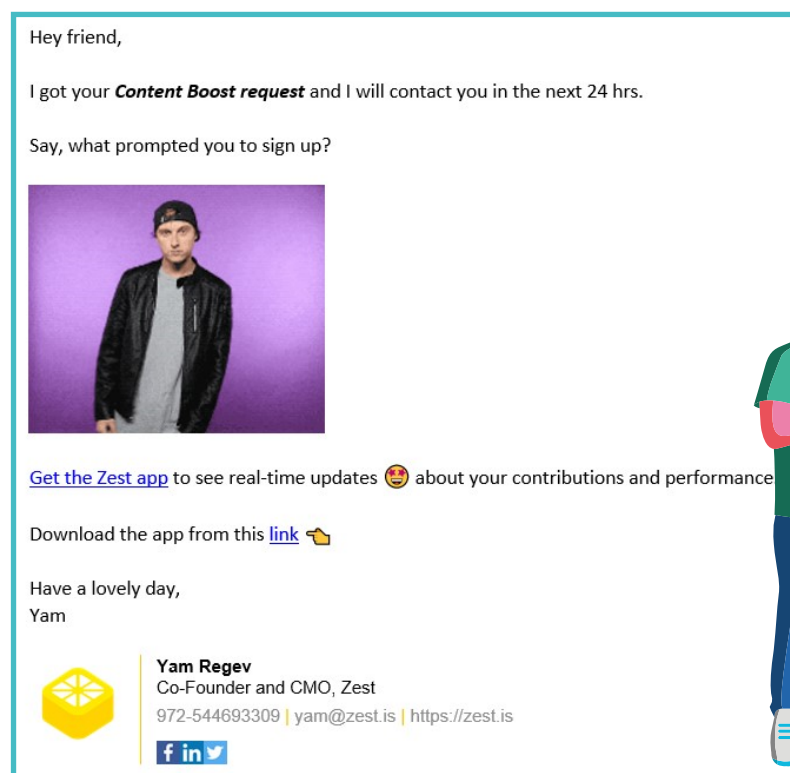 Hey friend,
I got your Content Boost request and I will contact you in the next 24 hrs.
Say, what prompted you to sign up?
Get the Zest app to see real-time updates 🤩 about your contributions and performance
Download the app from this link 👈
Have a lovely day,
Yam
Yam Regev
Co-Founder and CMO, Zest
972-544693309 | yam@zest.is | https://zest.is
f in